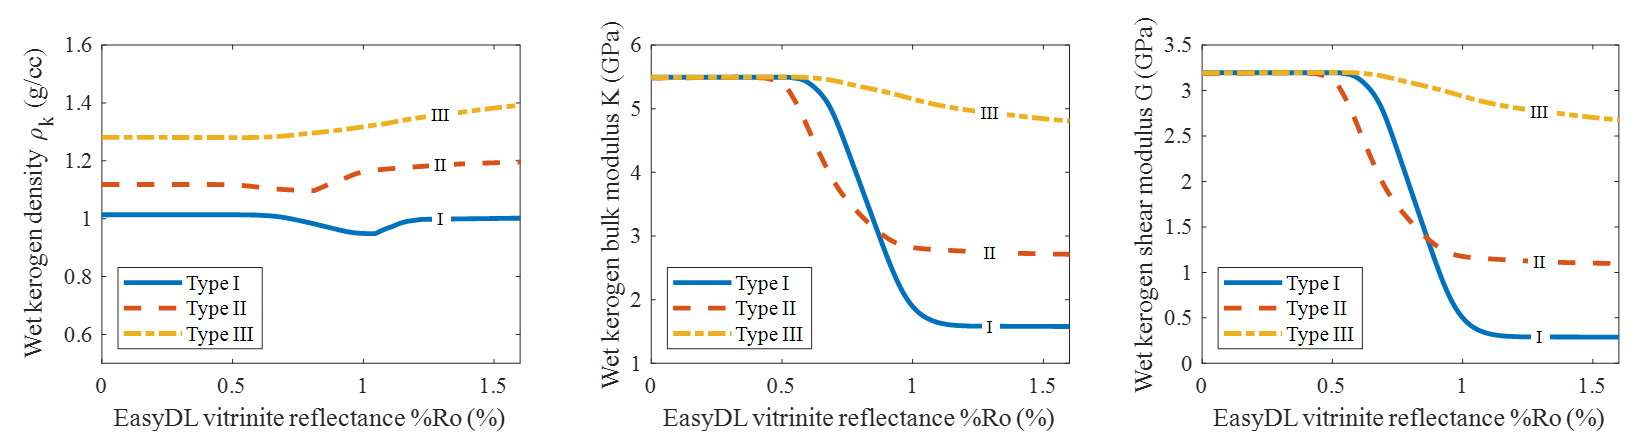 Wet kerogen density ρk (g/cc)
1.6
1.4
1.2
1
0.8
0.6
III
II
I
Type I
Type II
Type III
0
0.5
1
1.5
EasyDL vitrinite reflectance %Ro (%)
Wet kerogen bulk modulus K (GPa)
6
5
4
3
2
1
III
II
I
Type I
Type II
Type III
0
0.5
1
1.5
EasyDL vitrinite reflectance %Ro (%)
Wet kerogen shear modulus G (GPa)
3.5
3
2.5
2
1.5
1
0.5
0
III
II
I
Type I
Type II
Type III
0
0.5
1
1.5
EasyDL vitrinite reflectance %Ro (%)